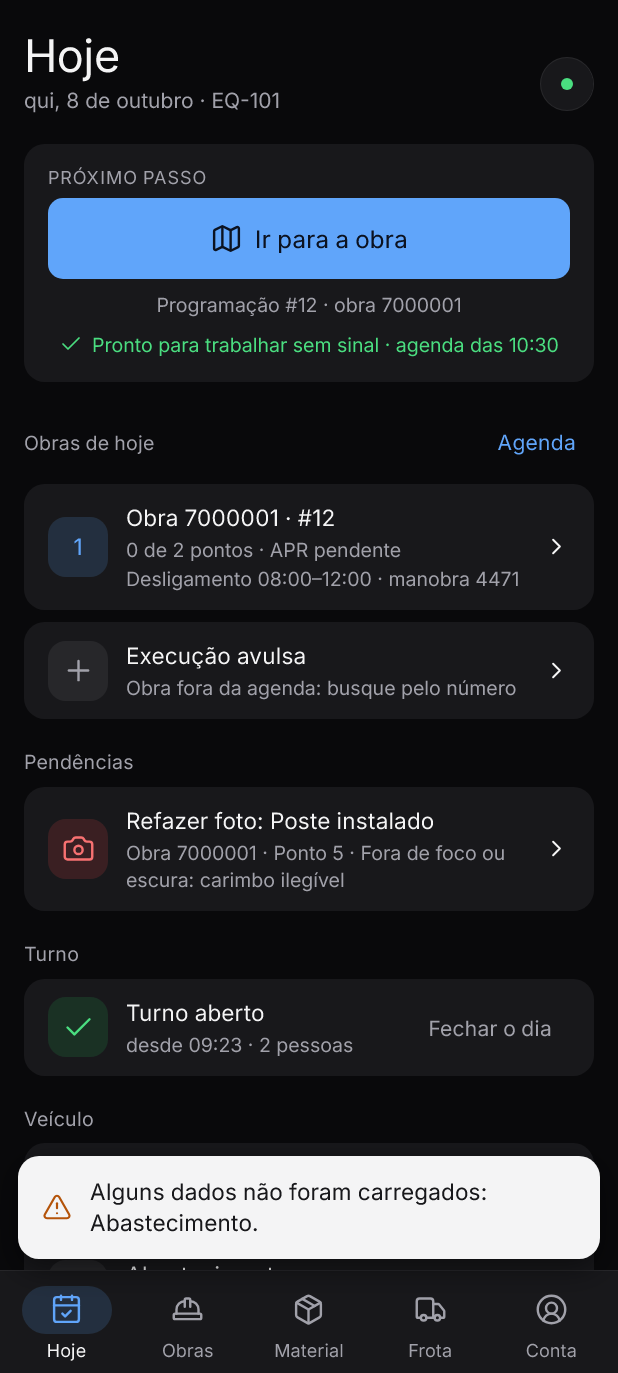 Hoje
qui, 8 de outubro · EQ-101
PRÓXIMO PASSO
Ir para a obra
Programação #12 · obra 7000001
Pronto para trabalhar sem sinal · agenda das 10:30
Obras de hoje
Agenda
1
Obra 7000001 · #12
0 de 2 pontos · APR pendente
Desligamento 08:00–12:00 · manobra 4471
Execução avulsa
Obra fora da agenda: busque pelo número
Pendências
Refazer foto: Poste instalado
Obra 7000001 · Ponto 5 · Fora de foco ou
escura: carimbo ilegível
Turno
Turno aberto
desde 09:23 · 2 pessoas
Fechar o dia
Veículo
Alguns dados não foram carregados:
Abastecimento.
Hoje
Obras
Material
Frota
Conta